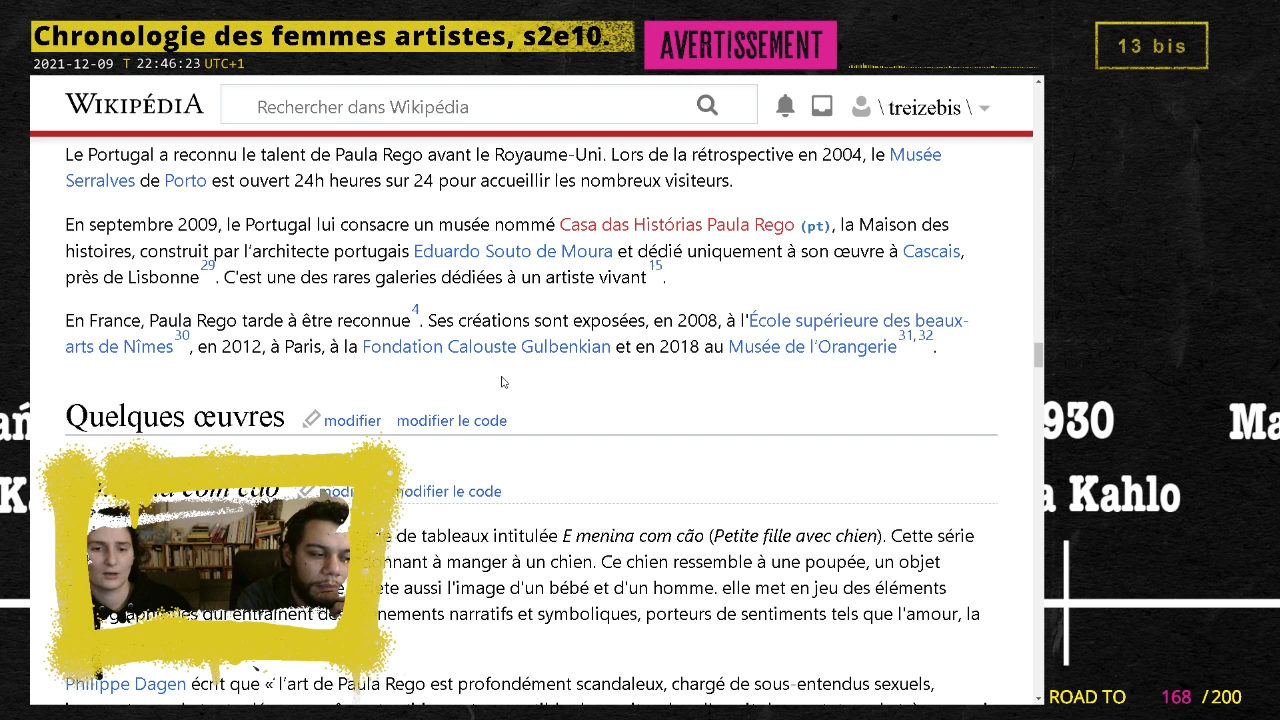 Chronologie des femmes artistes, s2e10.
AVERTISSEMENT
13 bis
2021-12-09 T 22:46:23 UTC+1
WIKIPÉDIA
Rechercher dans Wikipédia
\ treizebis \
Le Portugal a reconnu le talent de Paula Rego avant le Royaume-Uni. Lors de la rétrospective en 2004, le Musée
Serralves de Porto est ouvert 24h heures sur 24 pour accueillir les nombreux visiteurs.
En septembre 2009, le Portugal lui consacre un musée nommé Casa das Histórias Paula Rego (pt), la Maison des
histoires, construit par l'architecte portugais Eduardo Souto de Moura et dédié uniquement à son œuvre à Cascais,
près de Lisbonne 29. C'est une des rares galeries dédiées à un artiste vivant 15.
En France, Paula Rego tarde à être reconnue 4. Ses créations sont exposées, en 2008, à l'École supérieure des beaux-
arts de Nîmes 30, en 2012, à Paris, à la Fondation Calouste Gulbenkian et en 2018 au Musée de l'Orangerie 31, 32.
Quelques œuvres modifier modifier le code
com cão modifier le code
de tableaux intitulée E menina com cão (Petite fille avec chien). Cette série
donnant à manger à un chien. Ce chien ressemble à une poupée, un objet
aussi l'image d'un bébé et d'un homme. elle met en jeu des éléments
qui entraînent narratifs et symboliques, porteurs de sentiments tels que l'amour, la
Philippe Dagen écrit que « l'art de Paula Rego est profondément scandaleux, chargé de sous-entendus sexuels,
930
Ma
a Kahlo
ROAD TO 168 / 200